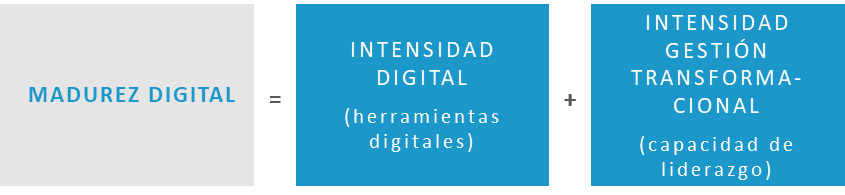 MADUREZ DIGITAL
=
INTENSIDAD
DIGITAL
(herramientas
digitales)
+
INTENSIDAD
GESTIÓN
TRANSFORMA-
CIONAL
(capacidad de
liderazgo)